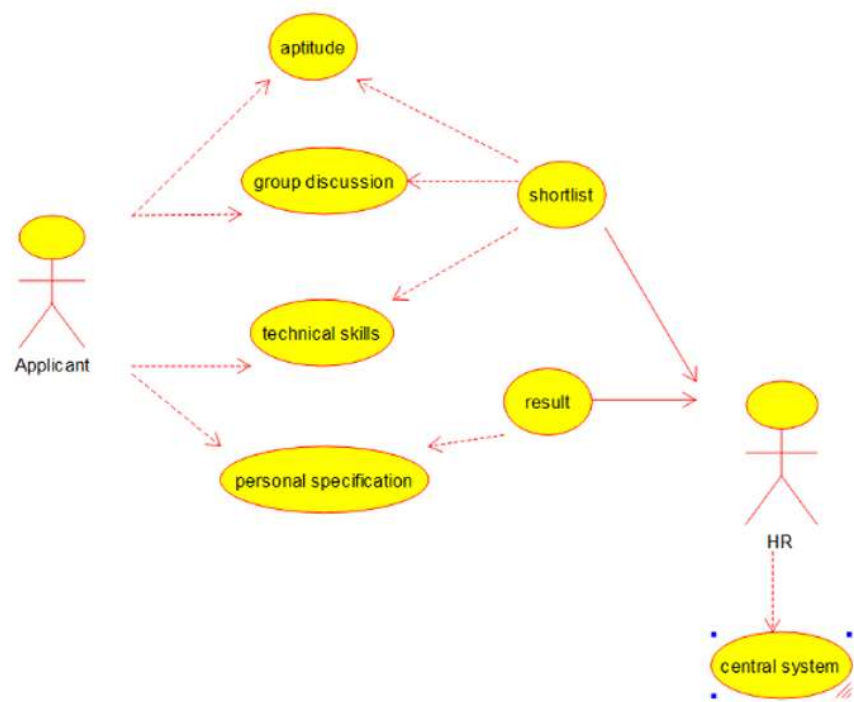 aptitude
group discussion
shortlist
technical skills
Applicant
result
personal specification
HR
central system